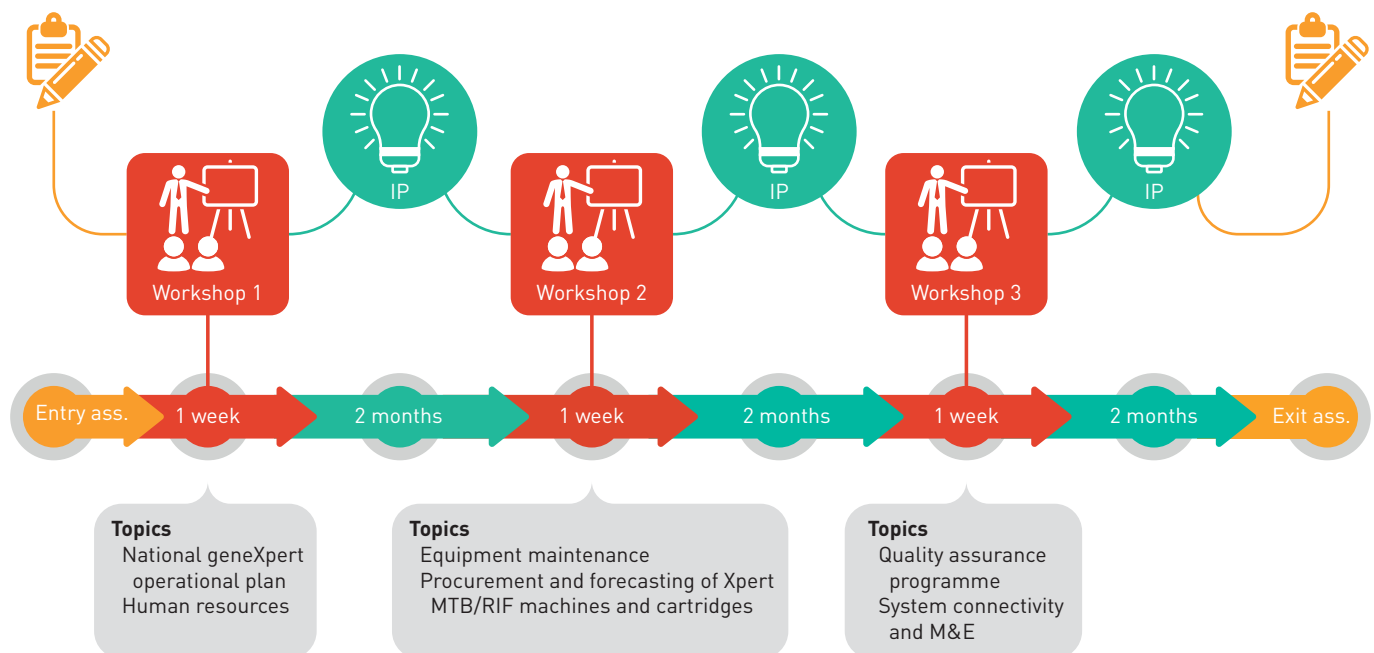 IP
IP
IP
Workshop 1
Workshop 2
Workshop 3
Entry ass.
1 week
2 months
1 week
2 months
1 week
2 months
Exit ass.
Topics
National geneXpert
operational plan
Human resources
Topics
Equipment maintenance
Procurement and forecasting of Xpert
MTB/RIF machines and cartridges
Topics
Quality assurance
programme
System connectivity
and M&E